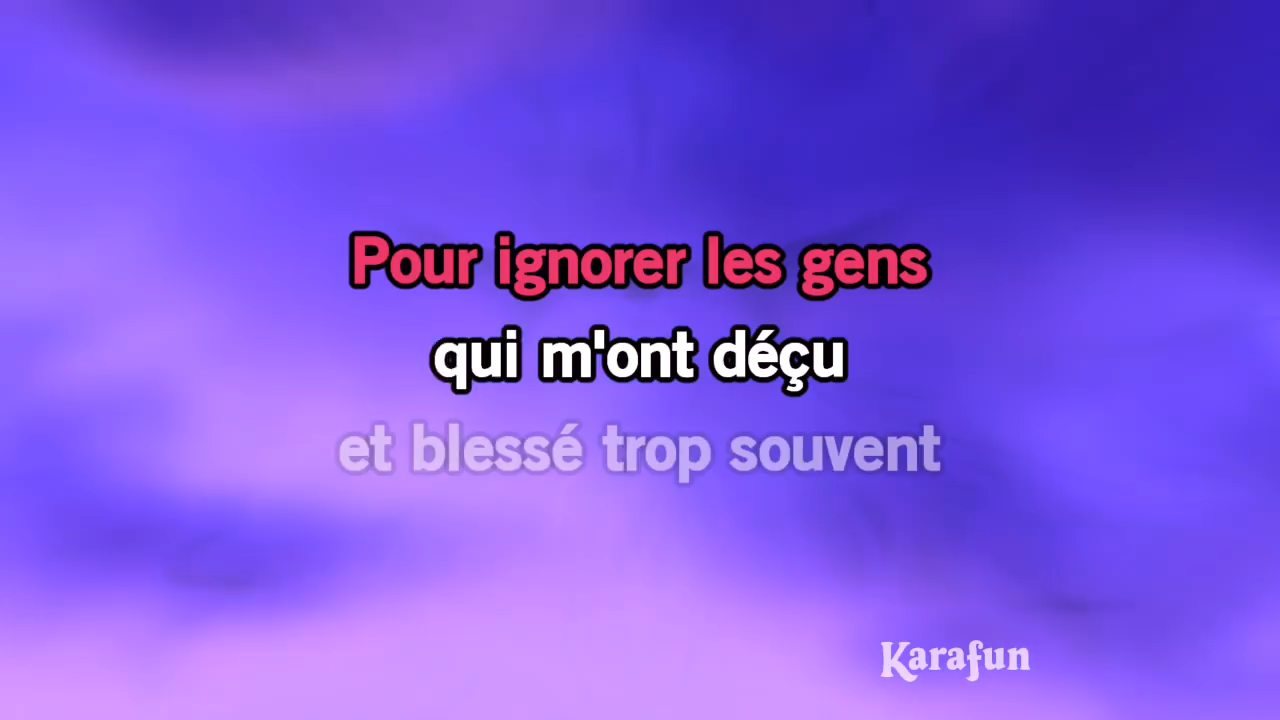 Pour ignorer les gens
qui m'ont déçu
et blessé trop souvent
Karafun